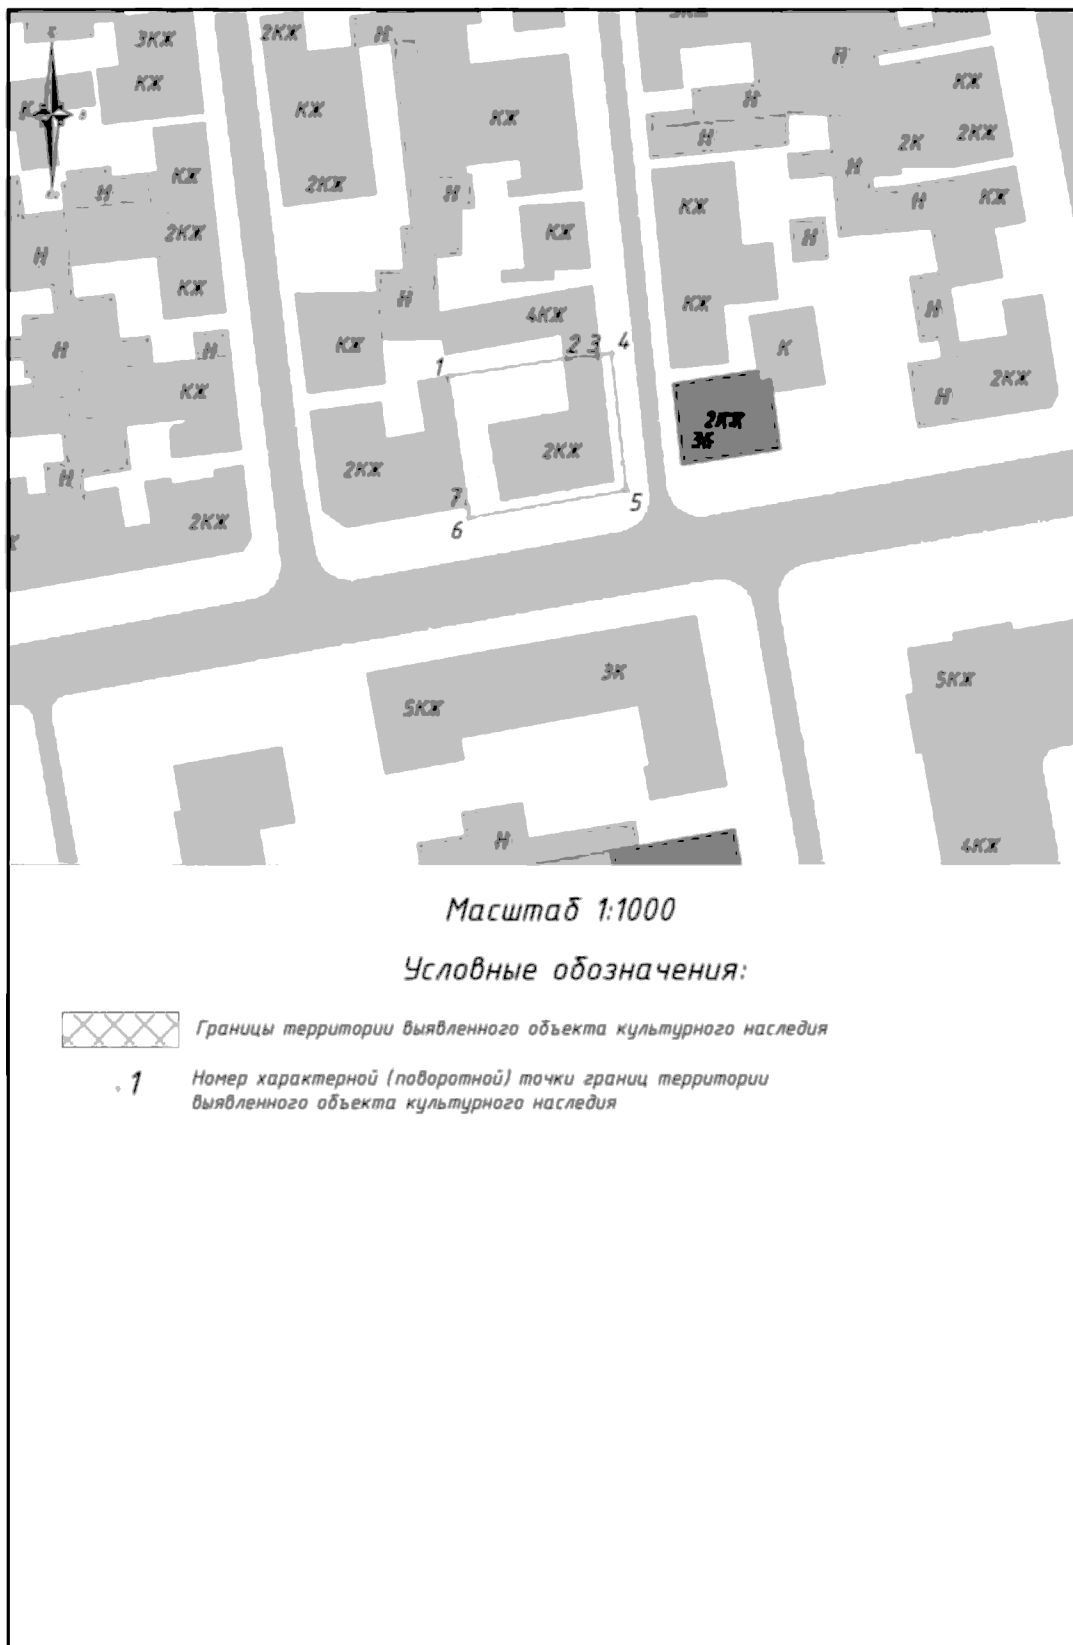 3КЖ
2КЖ
Н
Н
КЖ
КЖ
КЖ
КЖ
Н
Н
2К
2КЖ
КЖ
2КЖ
Н
Н
Н
КЖ
Н
Н
КЖ
КЖ
2КЖ
КЖ
Н
Н
КЖ
Н
КЖ
Н
4КЖ
КЖ
Н
Н
Н
КЖ
2 3 4
К
1
КЖ
2КЖ
Н
2КЖ
36
2КЖ
2КЖ
Н
7
5
2КЖ
6
3К
5КЖ
5КЖ
Н
4КЖ
Масштаб 1:1000
Условные обозначения:
Границы территории выявленного объекта культурного наследия
1
Номер характерной (поворотной) точки границ территории
выявленного объекта культурного наследия